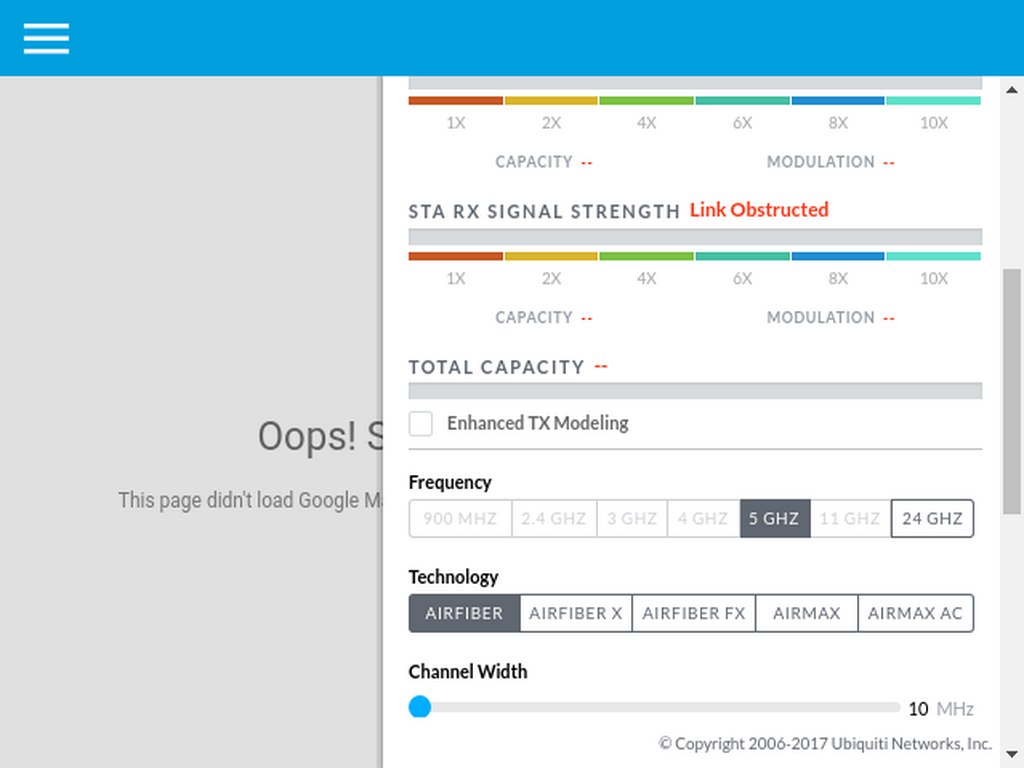 1X 2X 4X 6X 8X 10X
CAPACITY -- MODULATION --
STA RX SIGNAL STRENGTH Link Obstructed
1X 2X 4X 6X 8X 10X
CAPACITY -- MODULATION --
TOTAL CAPACITY --
Enhanced TX Modeling
Oops! S
This page didn't load Google Ma
Frequency
900 MHZ 2.4 GHZ 3 GHZ 4 GHZ 5 GHZ 11 GHZ 24 GHZ
Technology
AIRFIBER AIRFIBER X AIRFIBER FX AIRMAX AIRMAX AC
Channel Width
10 MHz
© Copyright 2006-2017 Ubiquiti Networks, Inc.